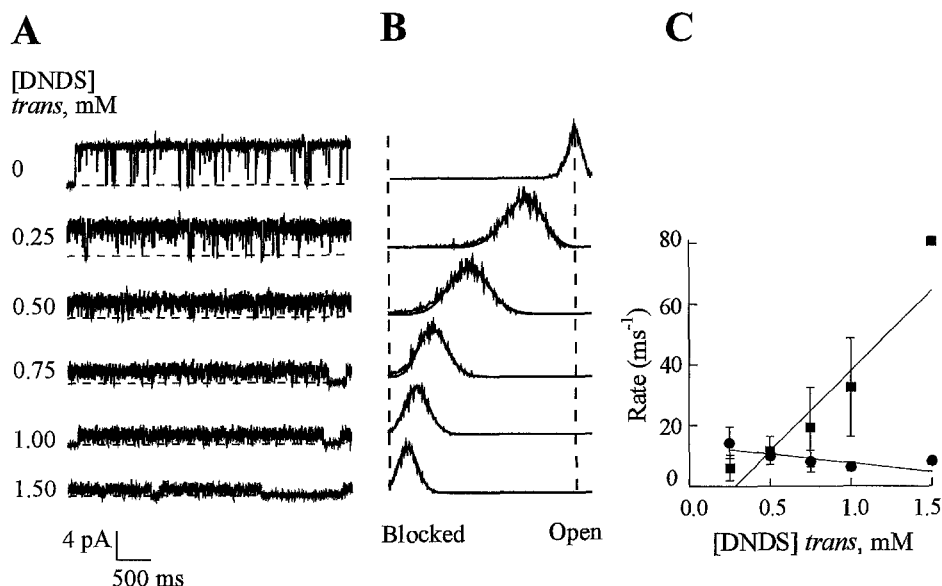 A
B
C
[DNDS]
trans, mM
0
0.25
0.50
0.75
1.00
1.50
4 pA
500 ms
Blocked
Open
80
60
40
20
0
Rate (ms⁻¹)
0.0
0.5
1.0
1.5
[DNDS] trans, mM